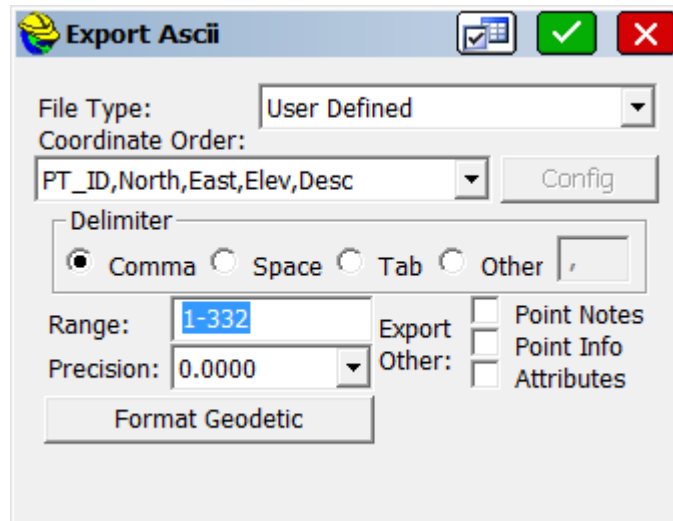 Export Ascii
File Type:
User Defined
Coordinate Order:
PT_ID,North,East,Elev,Desc
Config
Delimiter
Comma
Space
Tab
Other
,
Range:
1-332
Export
Other:
Point Notes
Point Info
Attributes
Precision:
0.0000
Format Geodetic